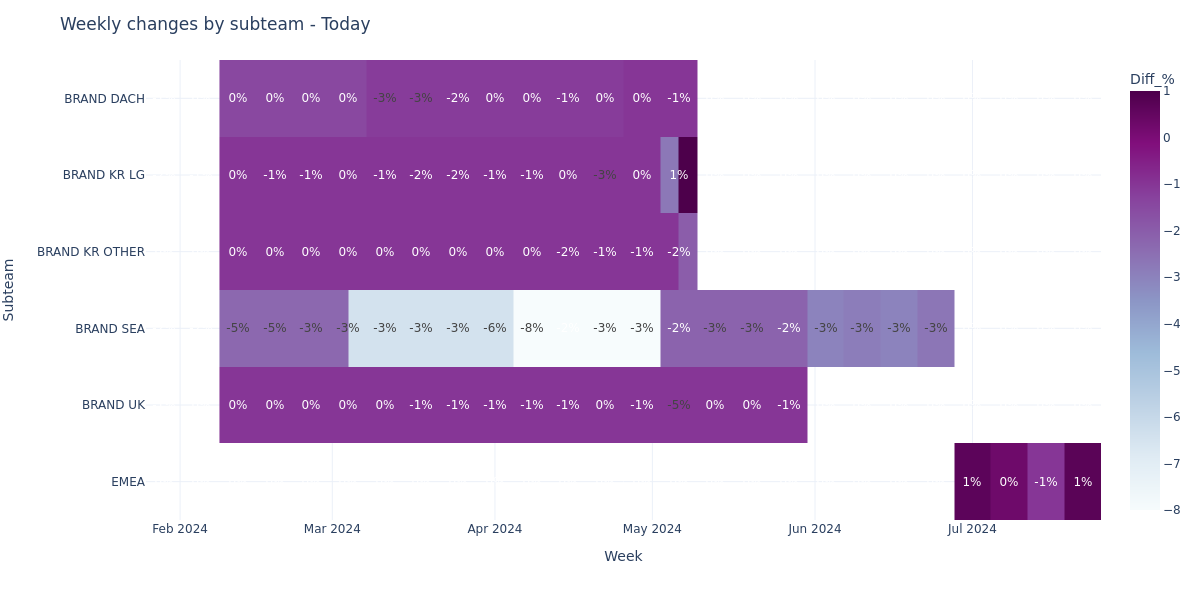 Weekly changes by subteam - Today
Diff_%
BRAND DACH 0% 0% 0% 0% -3% -3% -2% 0% 0% -1% 0% 0% -1%
BRAND KR LG 0% -1% -1% 0% -1% -2% -2% -1% -1% 0% -3% 0% 1%
BRAND KR OTHER 0% 0% 0% 0% 0% 0% 0% 0% 0% -2% -1% -1% -2%
BRAND SEA -5% -5% -3% -3% -3% -3% -3% -6% -8% -3% -3% -2% -3% -3% -2% -3% -3% -3% -3%
BRAND UK 0% 0% 0% 0% 0% -1% -1% -1% -1% -1% 0% -1% -5% 0% 0% -1%
EMEA 1% 0% -1% 1%
Subteam
Feb 2024 Mar 2024 Apr 2024 May 2024 Jun 2024 Jul 2024
Week
1
0
−1
−2
−3
−4
−5
−6
−7
−8